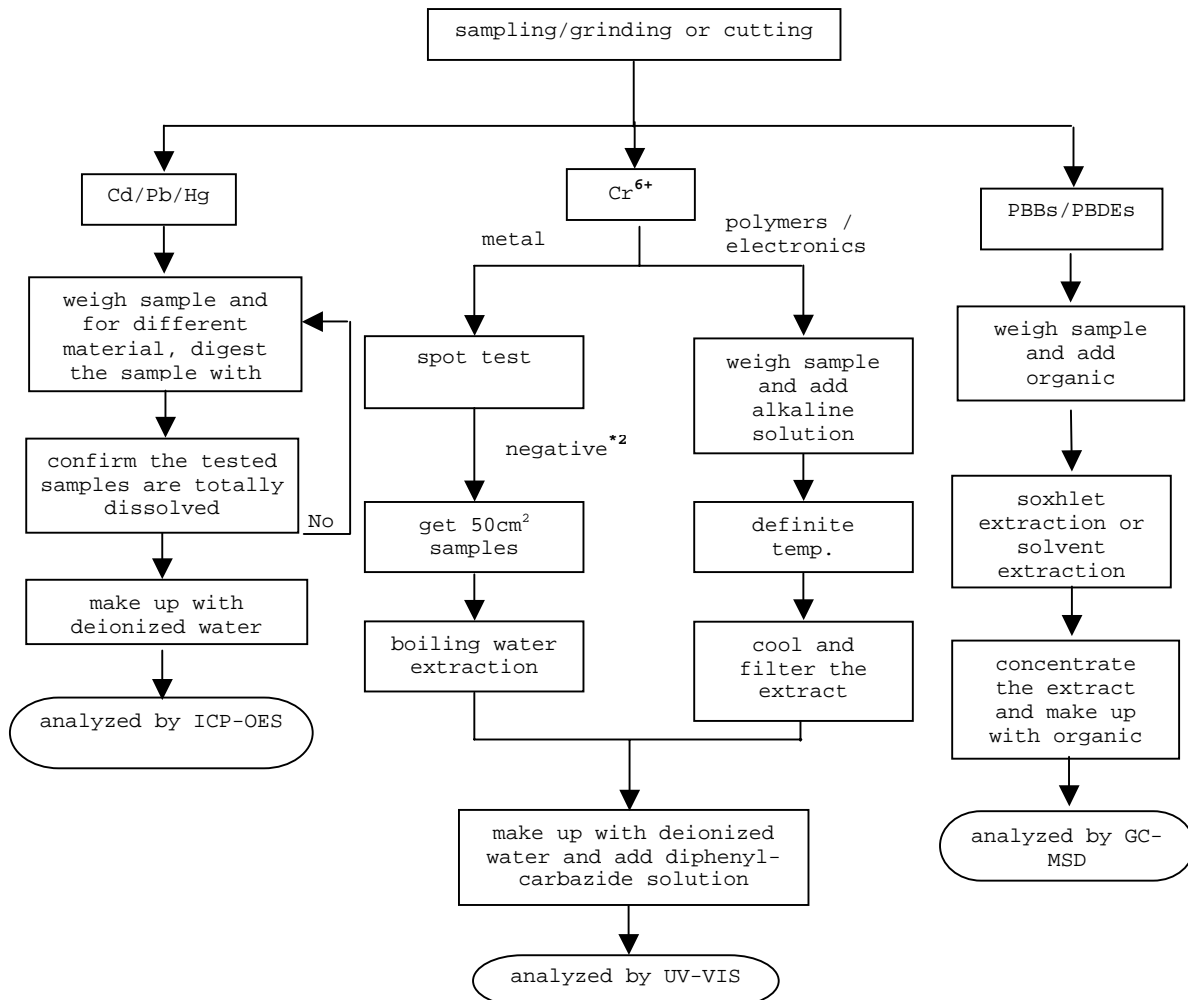 sampling/grinding or cutting
Cd/Pb/Hg
weigh sample and
for different
material, digest
the sample with
confirm the tested
samples are totally
dissolved
No
make up with
deionized water
analyzed by ICP-OES
Cr6+
metal
spot test
negative*2
get 50cm2
samples
boiling water
extraction
polymers /
electronics
weigh sample
and add
alkaline
solution
definite
temp.
cool and
filter the
extract
make up with deionized
water and add diphenyl-
carbazide solution
analyzed by UV-VIS
PBBs/PBDEs
weigh sample
and add
organic
soxhlet
extraction or
solvent
extraction
concentrate
the extract
and make up
with organic
analyzed by GC-
MSD